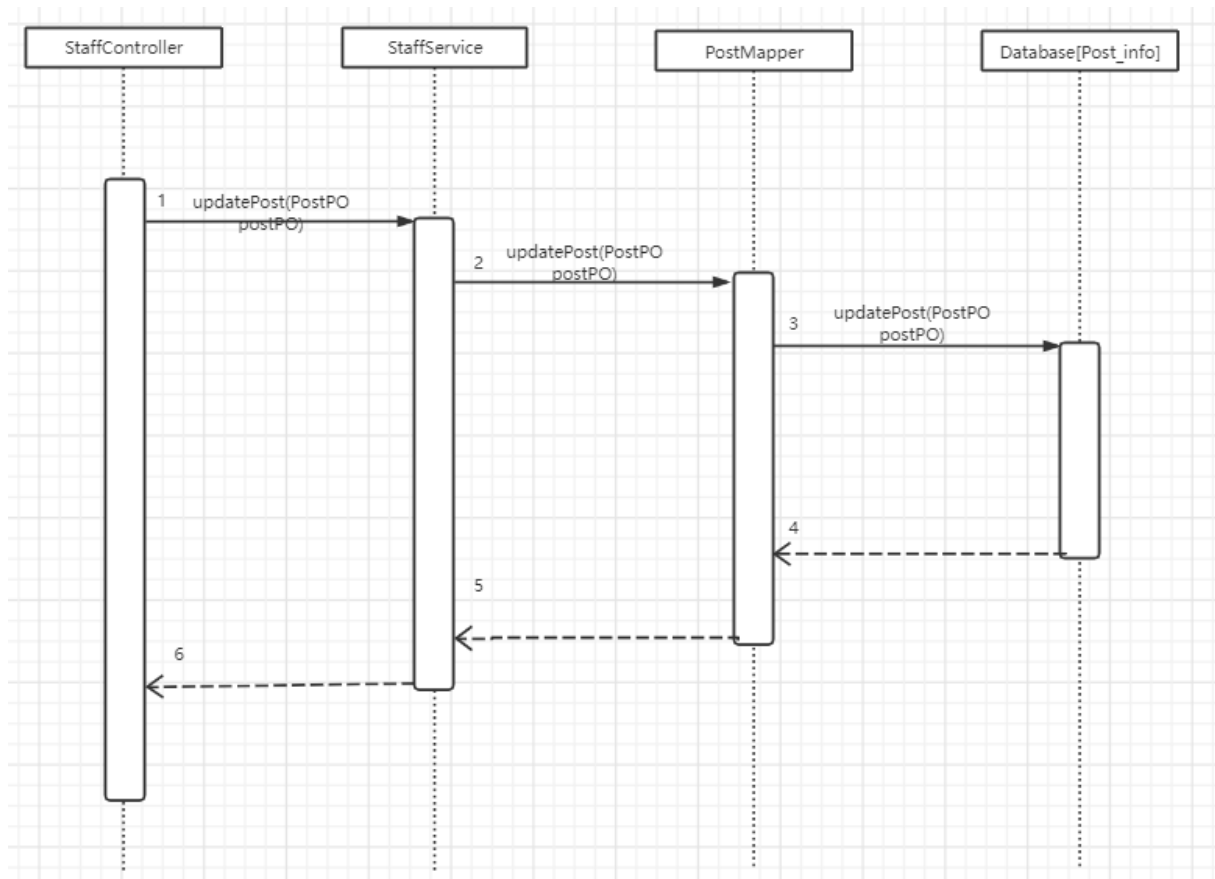 StaffController
StaffService
PostMapper
Database[Post_info]
1
updatePost(PostPO
postPO)
2
updatePost(PostPO
postPO)
3
updatePost(PostPO
postPO)
4
5
6